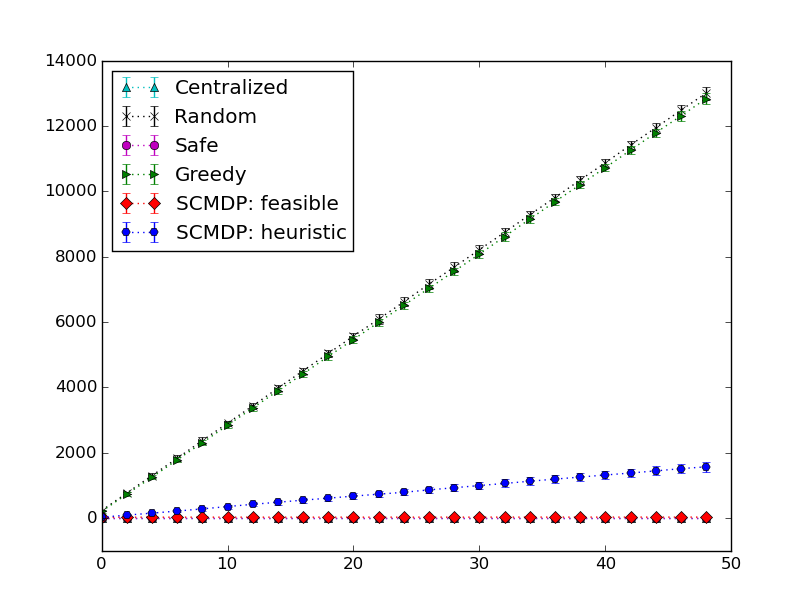 14000
12000
10000
8000
6000
4000
2000
0
Centralized
Random
Safe
Greedy
SCMDP: feasible
SCMDP: heuristic
0 10 20 30 40 50